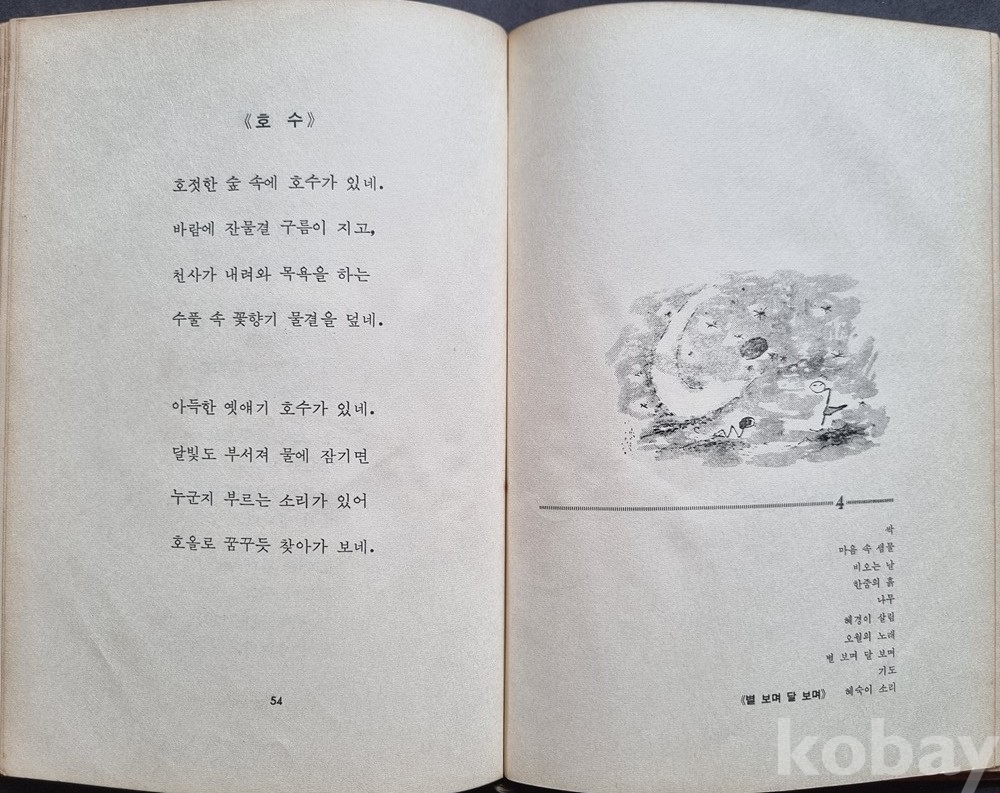 《호 수》
호젓한 숲 속에 호수가 있네.
바람에 잔물결 구름이 지고,
천사가 내려와 목욕을 하는
수풀 속 꽃향기 물결을 덮네.
아득한 옛얘기 호수가 있네.
달빛도 부서져 물에 잠기면
누군지 부르는 소리가 있어
호올로 꿈꾸듯 찾아가 보네.
54
4
싹
마음 속 샘물
비오는 날
한줌의 흙
나무
혜경이 살림
오월의 노래
별 보며 달 보며
기도
《별 보며 달 보며》 혜숙이 소리
kobay